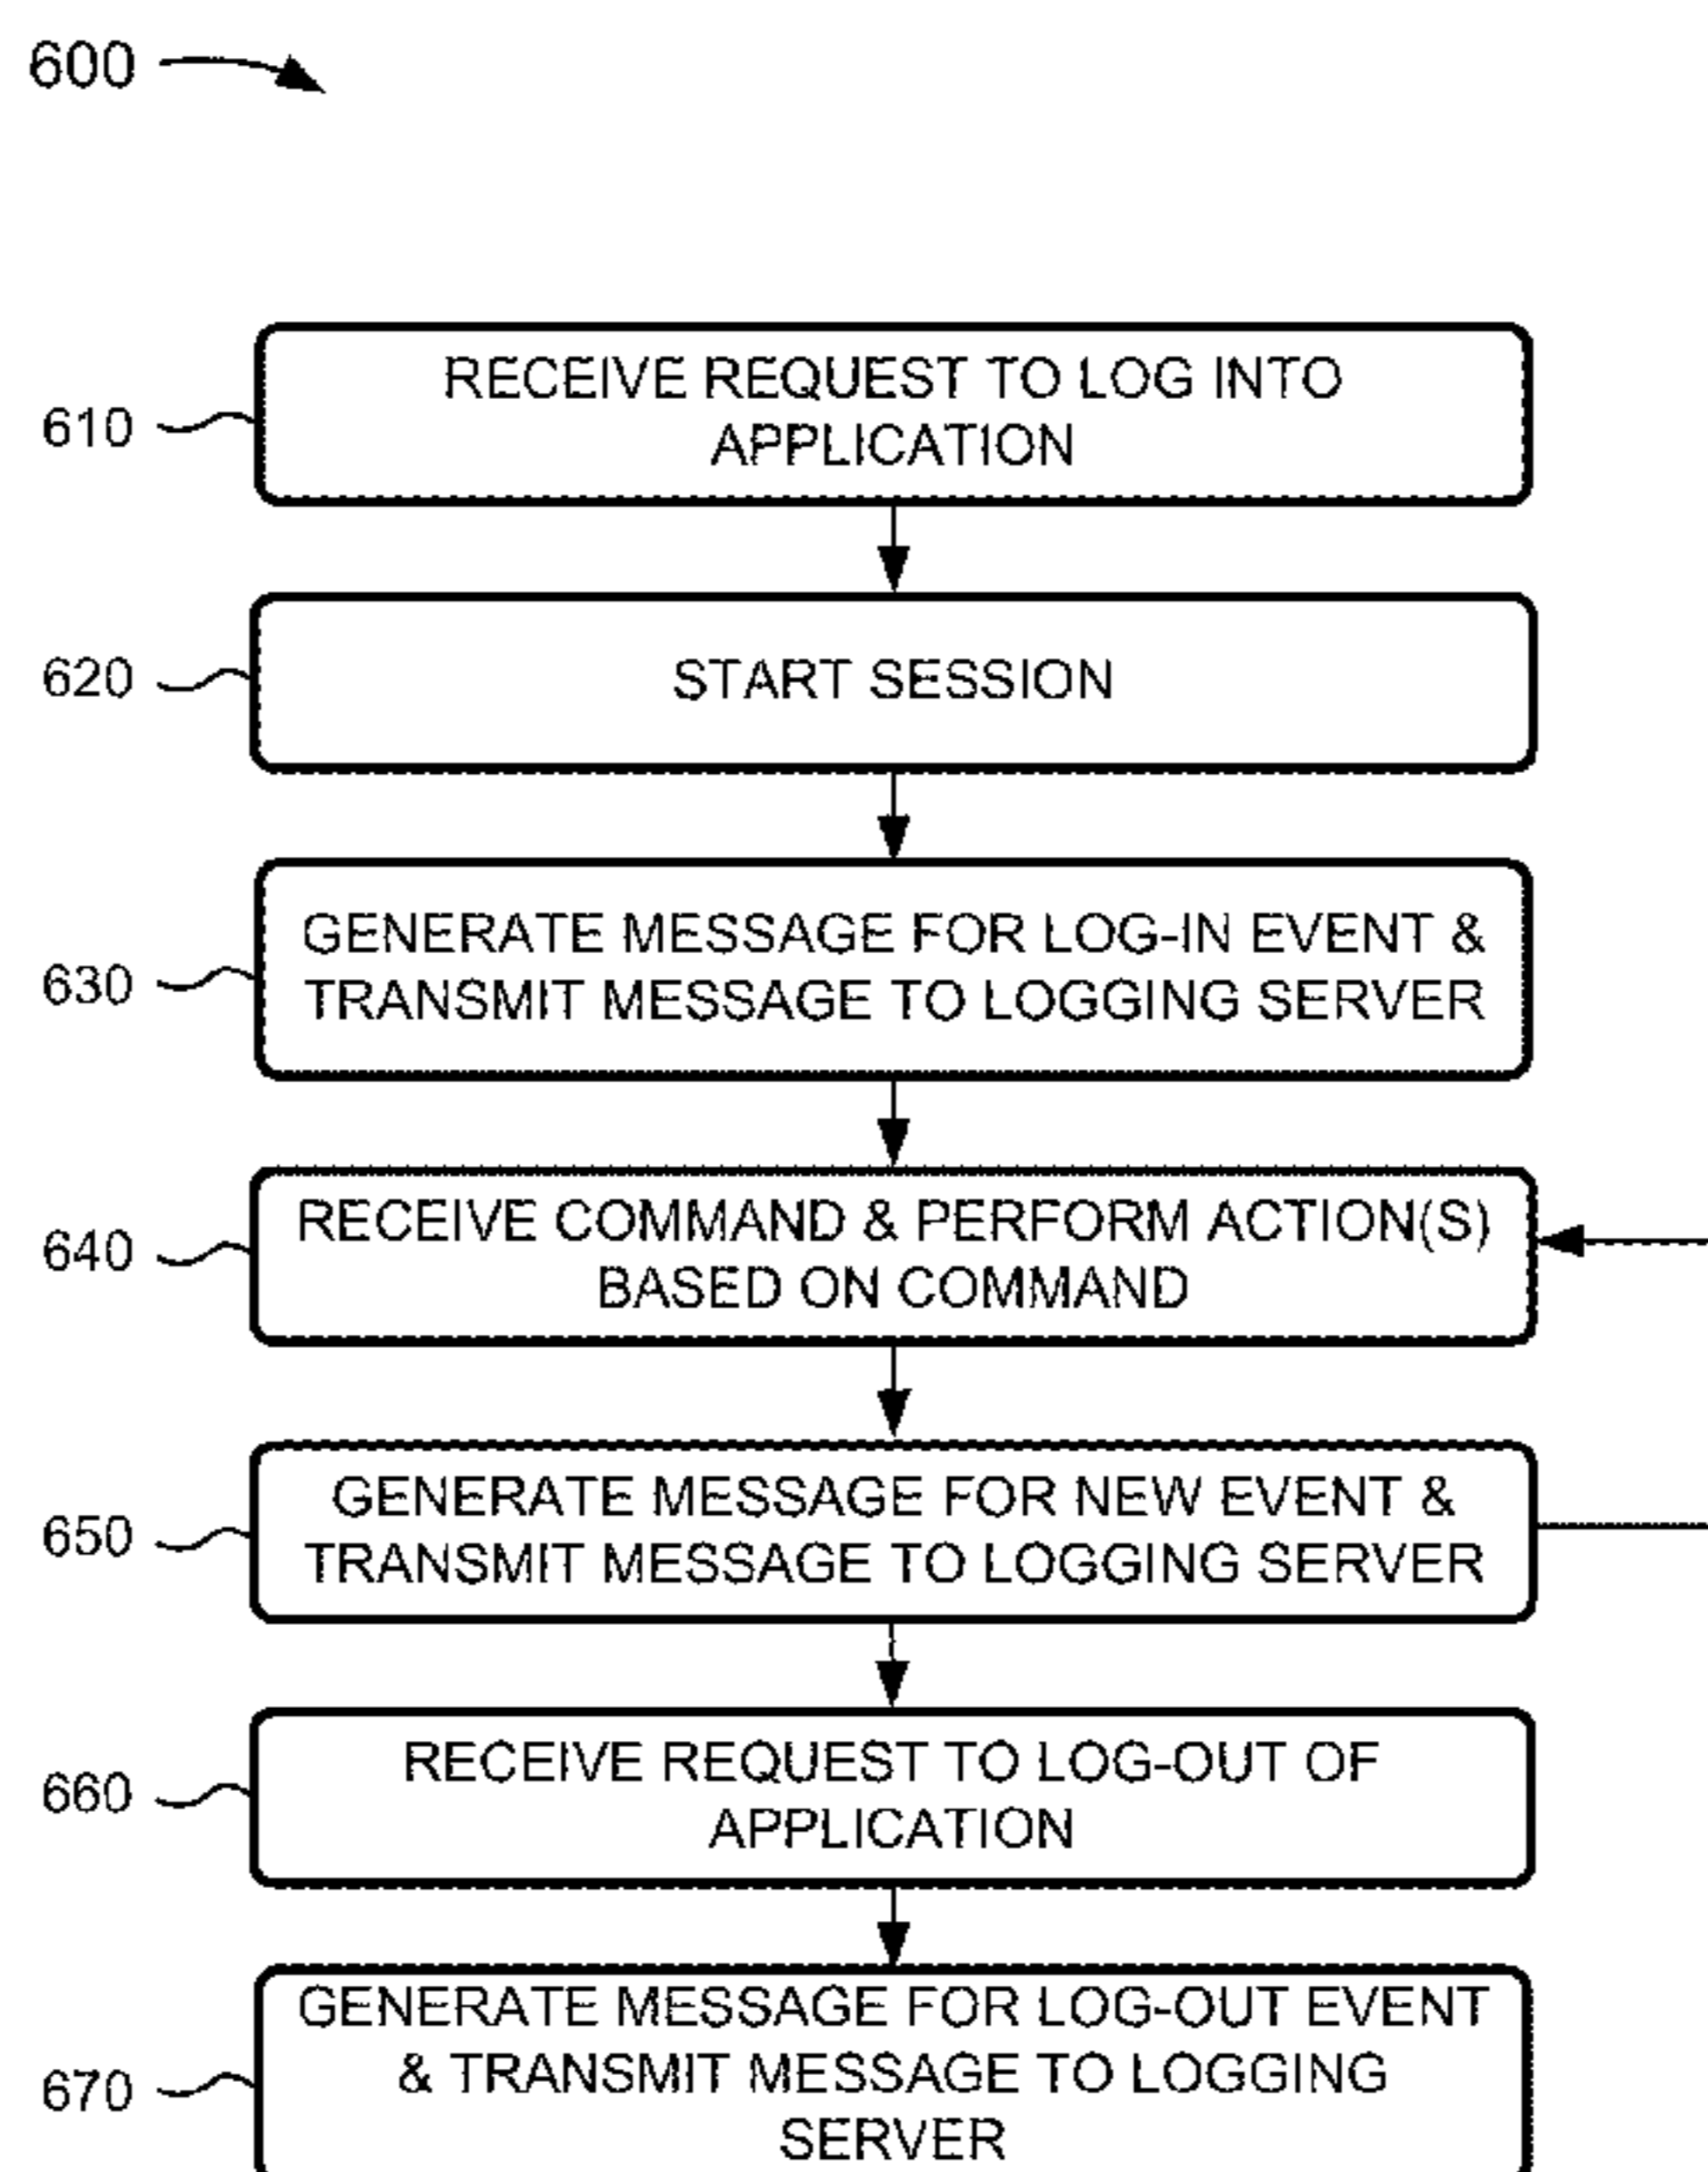 600
610
RECEIVE REQUEST TO LOG INTO
APPLICATION
620
START SESSION
630
GENERATE MESSAGE FOR LOG-IN EVENT &
TRANSMIT MESSAGE TO LOGGING SERVER
640
RECEIVE COMMAND & PERFORM ACTION(S)
BASED ON COMMAND
650
GENERATE MESSAGE FOR NEW EVENT &
TRANSMIT MESSAGE TO LOGGING SERVER
660
RECEIVE REQUEST TO LOG-OUT OF
APPLICATION
670
GENERATE MESSAGE FOR LOG-OUT EVENT
& TRANSMIT MESSAGE TO LOGGING
SERVER